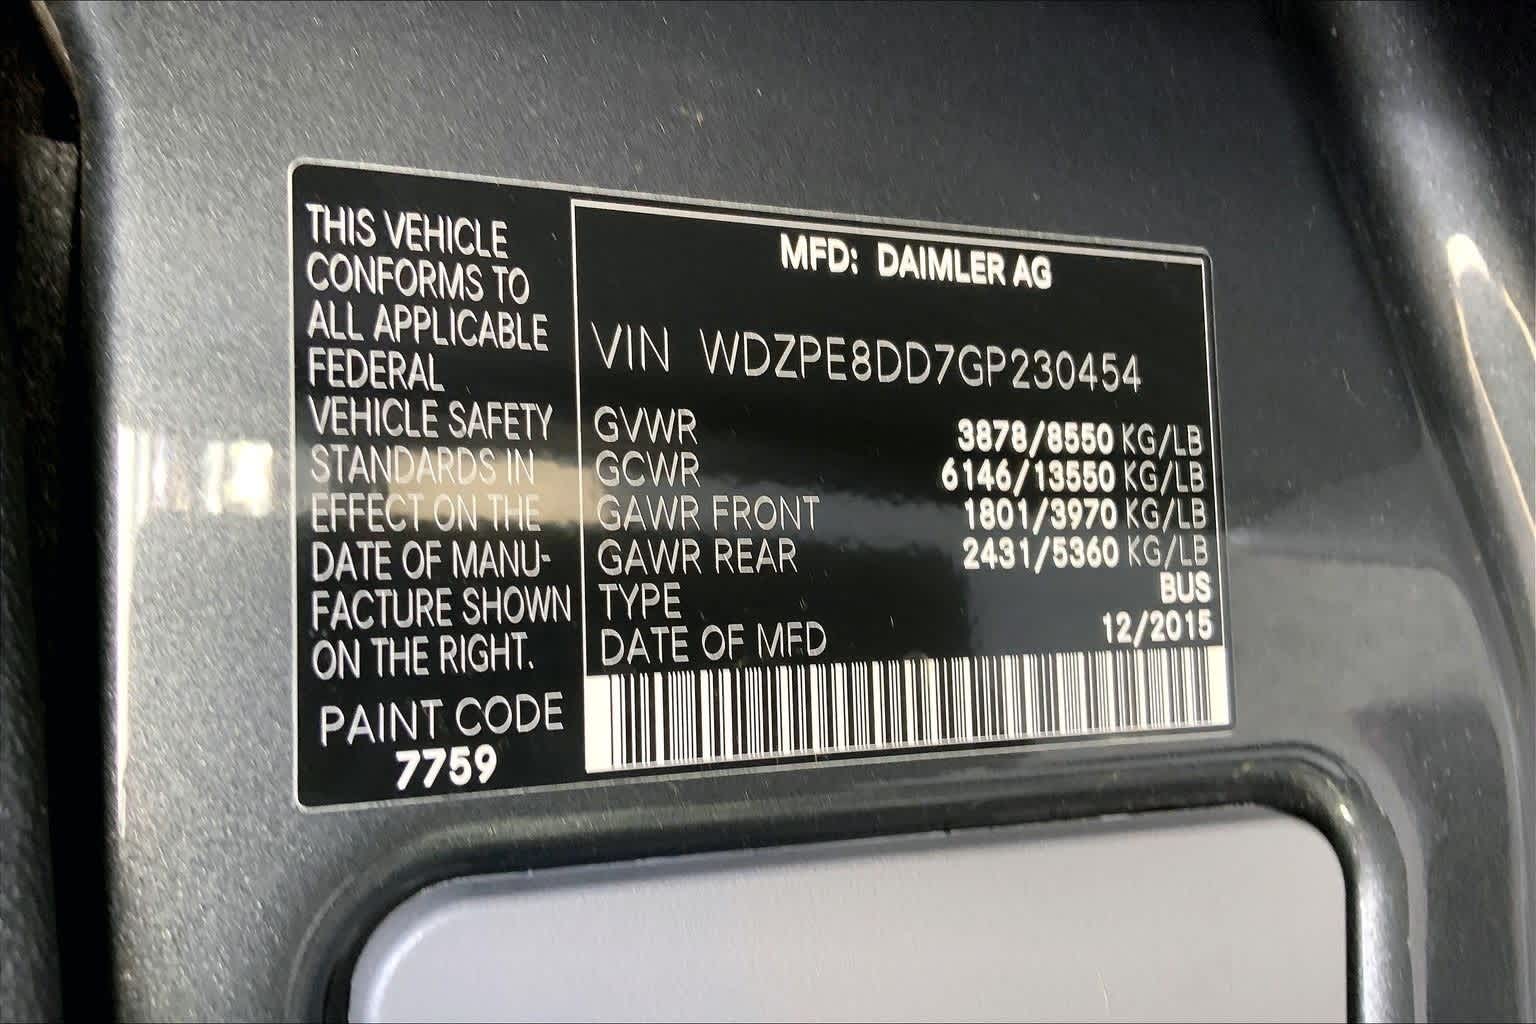 THIS VEHICLE
CONFORMS TO
ALL APPLICABLE
FEDERAL
VEHICLE SAFETY
STANDARDS IN
EFFECT ON THE
DATE OF MANU-
FACTURE SHOWN
ON THE RIGHT.
PAINT CODE
7759
MFD: DAIMLER AG
VIN WDZPE8DD7GP230454
GVWR 3878/8550 KG/LB
GCWR 6146/13550 KG/LB
GAWR FRONT 1801/3970 KG/LB
GAWR REAR 2431/5360 KG/LB
TYPE BUS
DATE OF MFD 12/2015